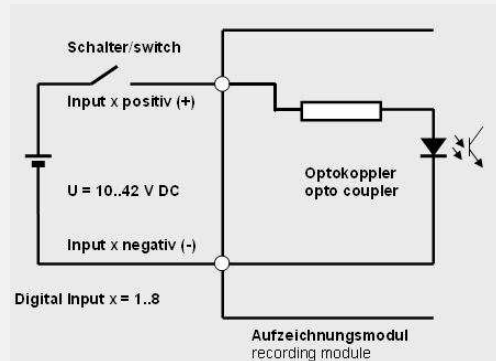 Schalter/switch
Input x positiv (+)
Optokoppler
opto coupler
U = 10..42 V DC
Input x negativ (-)
Digital Input x = 1..8
Aufzeichnungsmodul
recording module